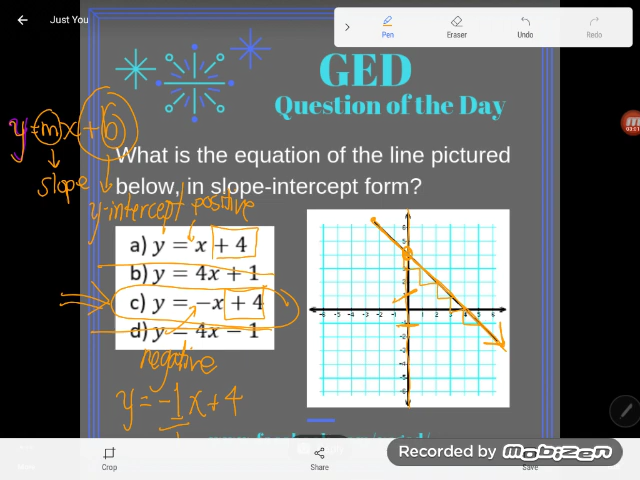 Just You
Pen
Eraser
Undo
Redo
GED
Question of the Day
03:51
y=mx+b
slope
y-intercept positive
What is the equation of the line pictured
below, in slope-intercept form?
a) y = x + 4
b) y = 4x + 1
c) y = −x + 4
d) y = 4x − 1
negative
y = -1x + 4
Crop
Share
Save
Recorded by mobizen